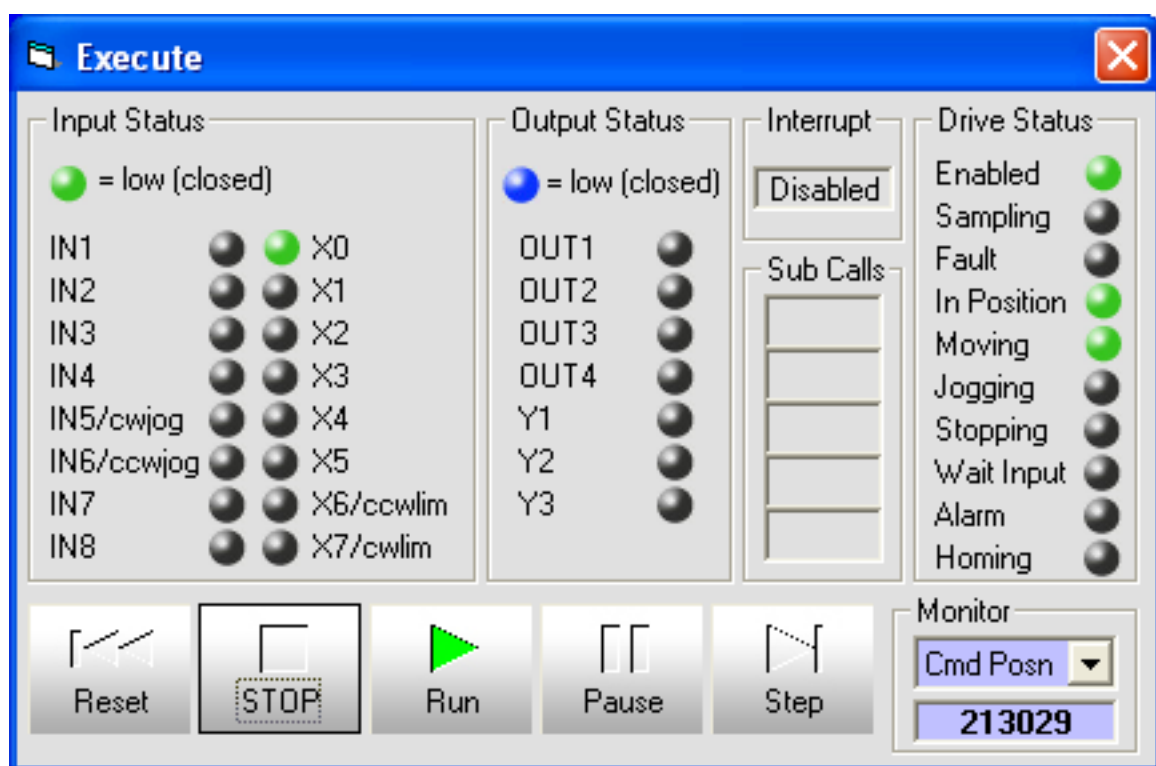 Execute
Input Status
= low (closed)
IN1 X0
IN2 X1
IN3 X2
IN4 X3
IN5/cwjog X4
IN6/ccwjog X5
IN7 X6/ccwlim
IN8 X7/cwlim
Output Status
= low (closed)
OUT1
OUT2
OUT3
OUT4
Y1
Y2
Y3
Interrupt
Disabled
Sub Calls
Drive Status
Enabled
Sampling
Fault
In Position
Moving
Jogging
Stopping
Wait Input
Alarm
Homing
Reset
STOP
Run
Pause
Step
Monitor
Cmd Posn
213029